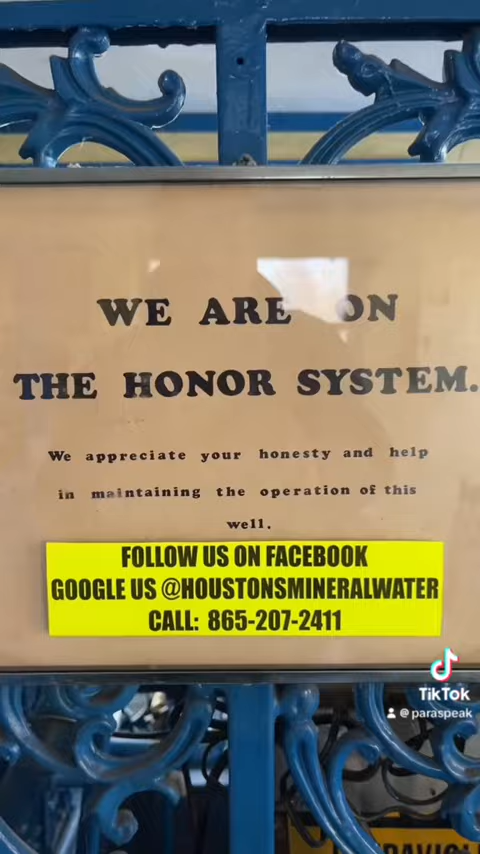 WE ARE ON
THE HONOR SYSTEM.
We appreciate your honesty and help
in maintaining the operation of this
well.
FOLLOW US ON FACEBOOK
GOOGLE US @HOUSTONSMINERALWATER
CALL: 865-207-2411
TikTok
@paraspeak